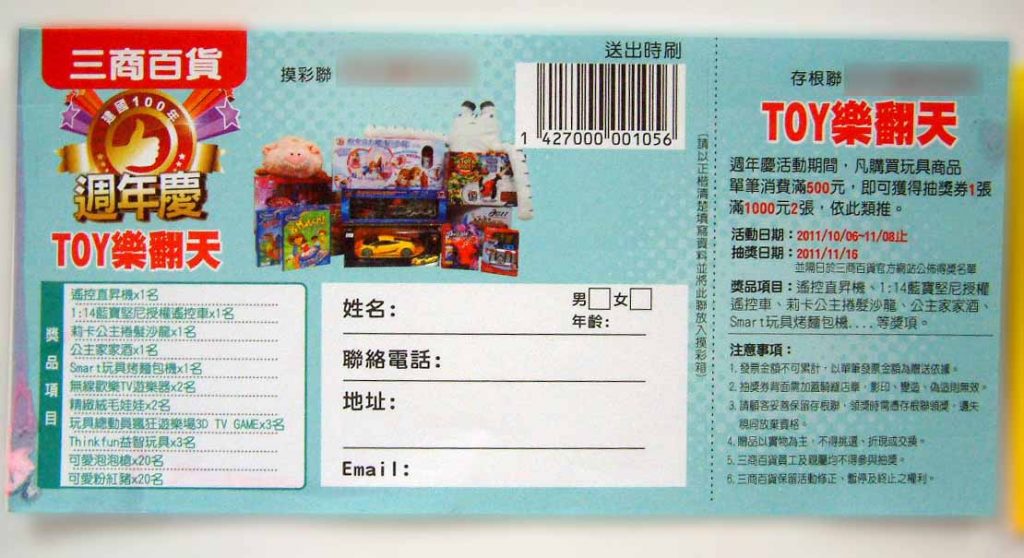 三商百貨
建國100年
週年慶
TOY樂翻天
摸彩聯
送出時刷
1 427000 001056
獎品項目
遙控直昇機x1名
1:14藍寶堅尼授權遙控車x1名
莉卡公主捲髮沙龍x1名
公主家家酒x1名
Smart玩具烤麵包機x1名
無線歡樂TV遊樂器x2名
精緻絨毛娃娃x2名
玩具總動員瘋狂遊樂場3D TV GAMEx3名
Thinkfun益智玩具x3名
可愛泡泡槍x20名
可愛粉紅豬x20名
姓名:
男 女
年齡:
聯絡電話:
地址:
Email:
(請以正楷清楚填寫資料並將此聯放入摸彩箱)
存根聯
TOY樂翻天
週年慶活動期間,凡購買玩具商品
單筆消費滿500元,即可獲得抽獎券1張
滿1000元2張,依此類推。
活動日期:2011/10/06~11/08止
抽獎日期:2011/11/16
並隔日於三商百貨官方網站公佈得獎名單
獎品項目:遙控直昇機、1:14藍寶堅尼授權
遙控車、莉卡公主捲髮沙龍、公主家家酒、
Smart玩具烤麵包機....等獎項。
注意事項:
1.發票金額不可累計,以單筆發票金額為贈送依據。
2.抽獎券背面需加蓋騎縫店章,影印、變造、偽造則無效。
3.請顧客妥善保留存根聯,領獎時需憑存根聯領獎,遺失
視同放棄資格。
4.贈品以實物為主,不得挑選、折現或交換。
5.三商百貨員工及親屬均不得參與抽獎。
6.三商百貨保留活動修正、暫停及終止之權利。